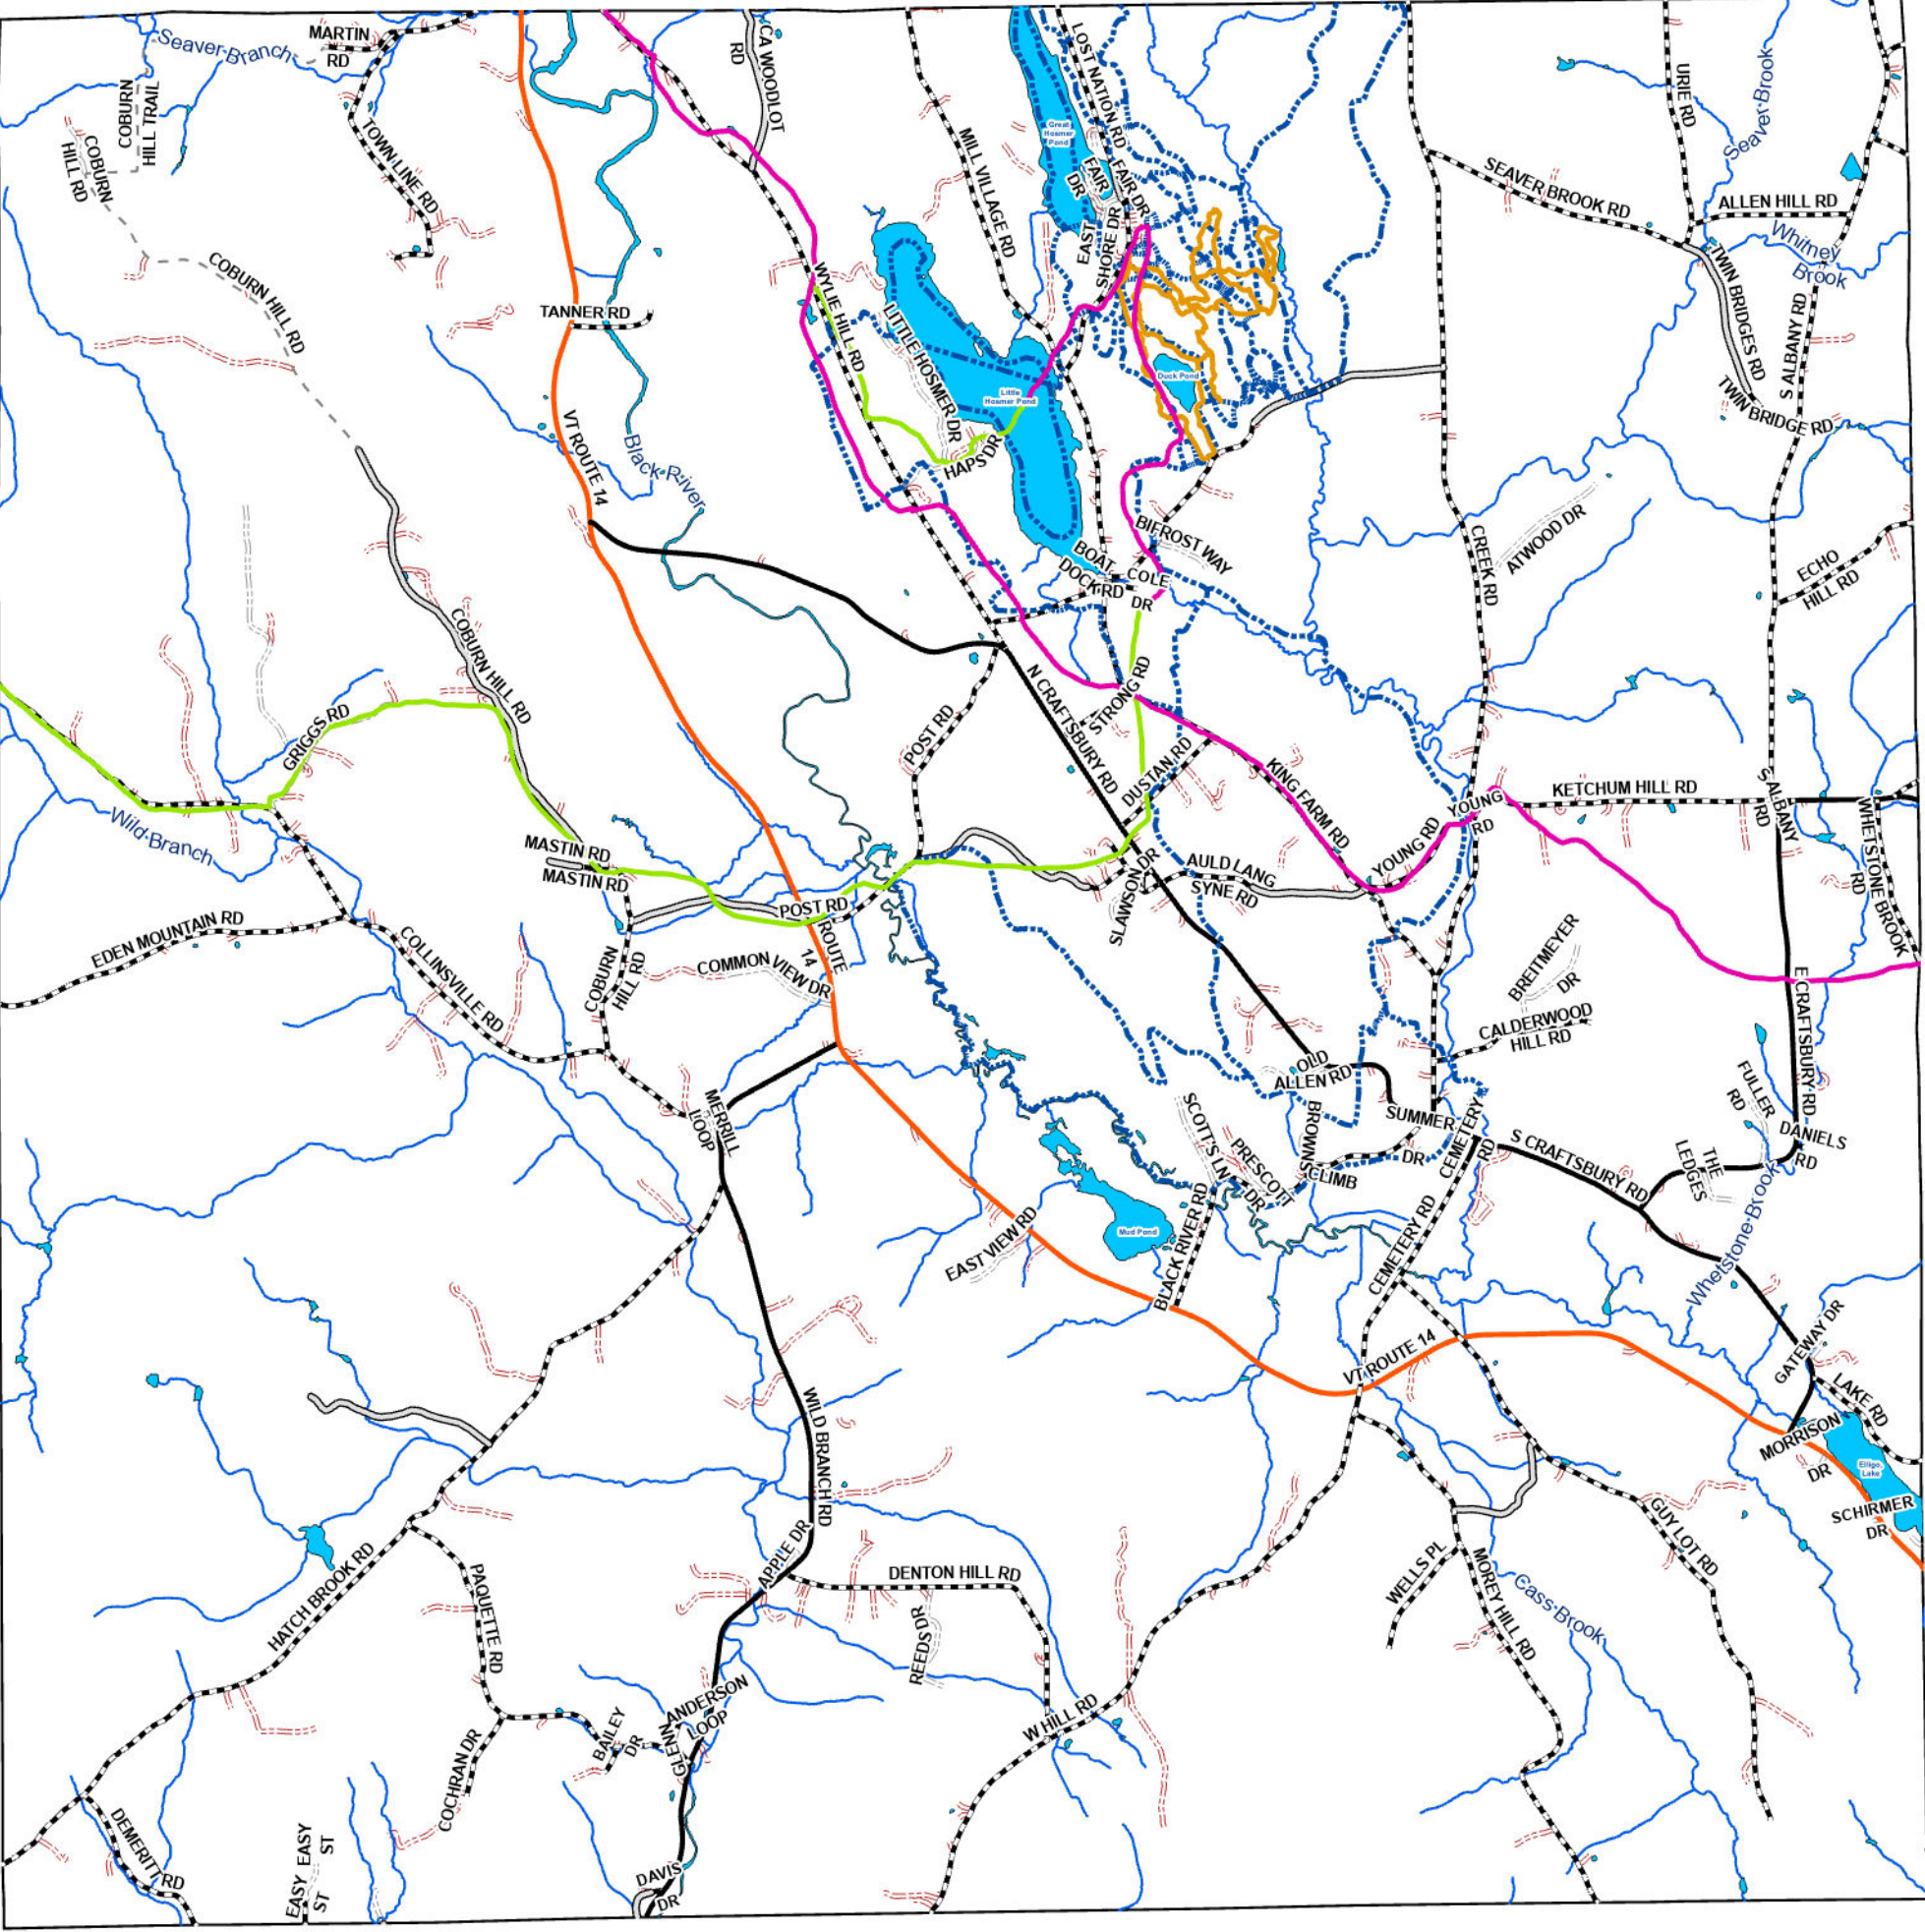 MARTIN
RD
Seaver Branch
COBURN
HILL TRAIL
COBURN
HILL RD
TOWN LINE RD
CA WOODLOT
RD
MILL VILLAGE RD
LOST NATION RD
Great
Hosmer
Pond
FAIR
DR
FAIR DR
EAST
SHORE DR
URIE RD
Seaver Brook
SEAVER BROOK RD
ALLEN HILL RD
Whitney
Brook
TWIN BRIDGES RD
S ALBANY RD
TWIN BRIDGE RD
COBURN HILL RD
TANNER RD
WYLIE HILL RD
LITTLE HOSMER DR
Little
Hosmer Pond
HAPS DR
Duck Pond
VT ROUTE 14
Black River
BIFROST WAY
BOAT
DOCK RD
COLE
DR
CREEK RD
ATWOOD DR
ECHO
HILL RD
COBURN HILL RD
GRIGGS RD
Wild Branch
POST RD
N CRAFTSBURY RD
STRONG RD
DUSTAN RD
KING FARM RD
YOUNG
RD
YOUNG RD
KETCHUM HILL RD
S ALBANY
RD
WHETSTONE BROOK
RD
MASTIN RD
MASTIN RD
POST RD
SLAWSON DR
AULD LANG
SYNE RD
EDEN MOUNTAIN RD
COLLINSVILLE RD
COBURN
HILL RD
COMMON VIEW DR
ROUTE
14
BREITMEYER
DR
CALDERWOOD
HILL RD
E CRAFTSBURY RD
OLD
ALLEN RD
FULLER
RD
MERRILL
LOOP
SCOTTS LN
PRESCOTT
DR
BROWNS
CLIMB
SUMMER
DR
CEMETERY
RD
S CRAFTSBURY RD
THE
LEDGES
DANIELS
RD
Mud Pond
EAST VIEW RD
BLACK RIVER RD
CEMETERY RD
Whetstone Brook
GATEWAY DR
VT ROUTE 14
LAKE RD
MORRISON
DR
Elligo
Lake
SCHIRMER
DR
WILD BRANCH RD
APPLE DR
DENTON HILL RD
REEDS DR
HATCH BROOK RD
PAQUETTE RD
WELLS PL
MOREY HILL RD
GUY LOT RD
Cass Brook
W HILL RD
ANDERSON
LOOP
GLENN
BAILEY
DR
COCHRAN DR
DEMERITT RD
EASY
ST
EASY
ST
DAVIS
DR